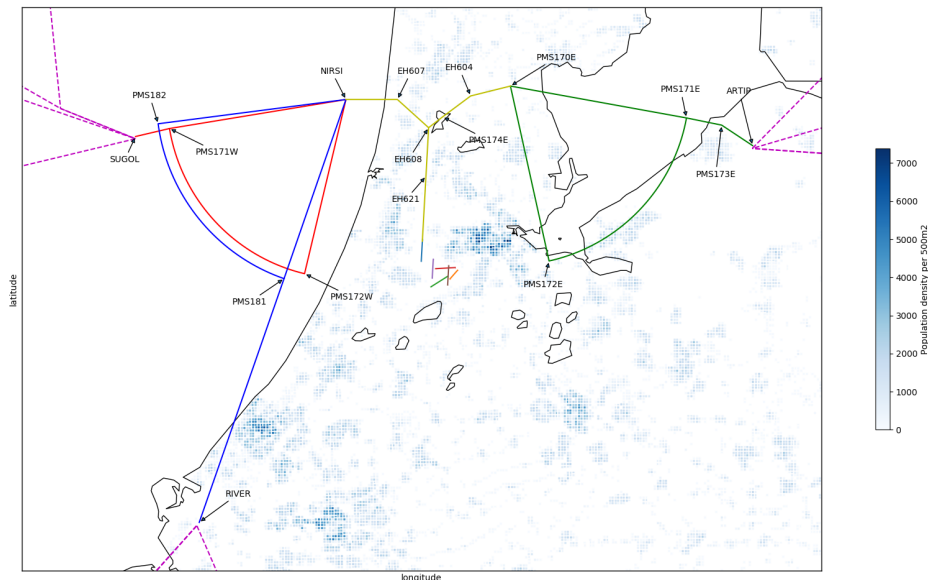 PMS170E
EH604
NIRSI
EH607
PMS171E
ARTIP
PMS182
PMS174E
PMS171W
SUGOL
EH608
PMS173E
EH621
PMS172E
PMS181
PMS172W
RIVER
latitude
longitude
7000
6000
5000
4000
3000
2000
1000
0
Population density per 500m2